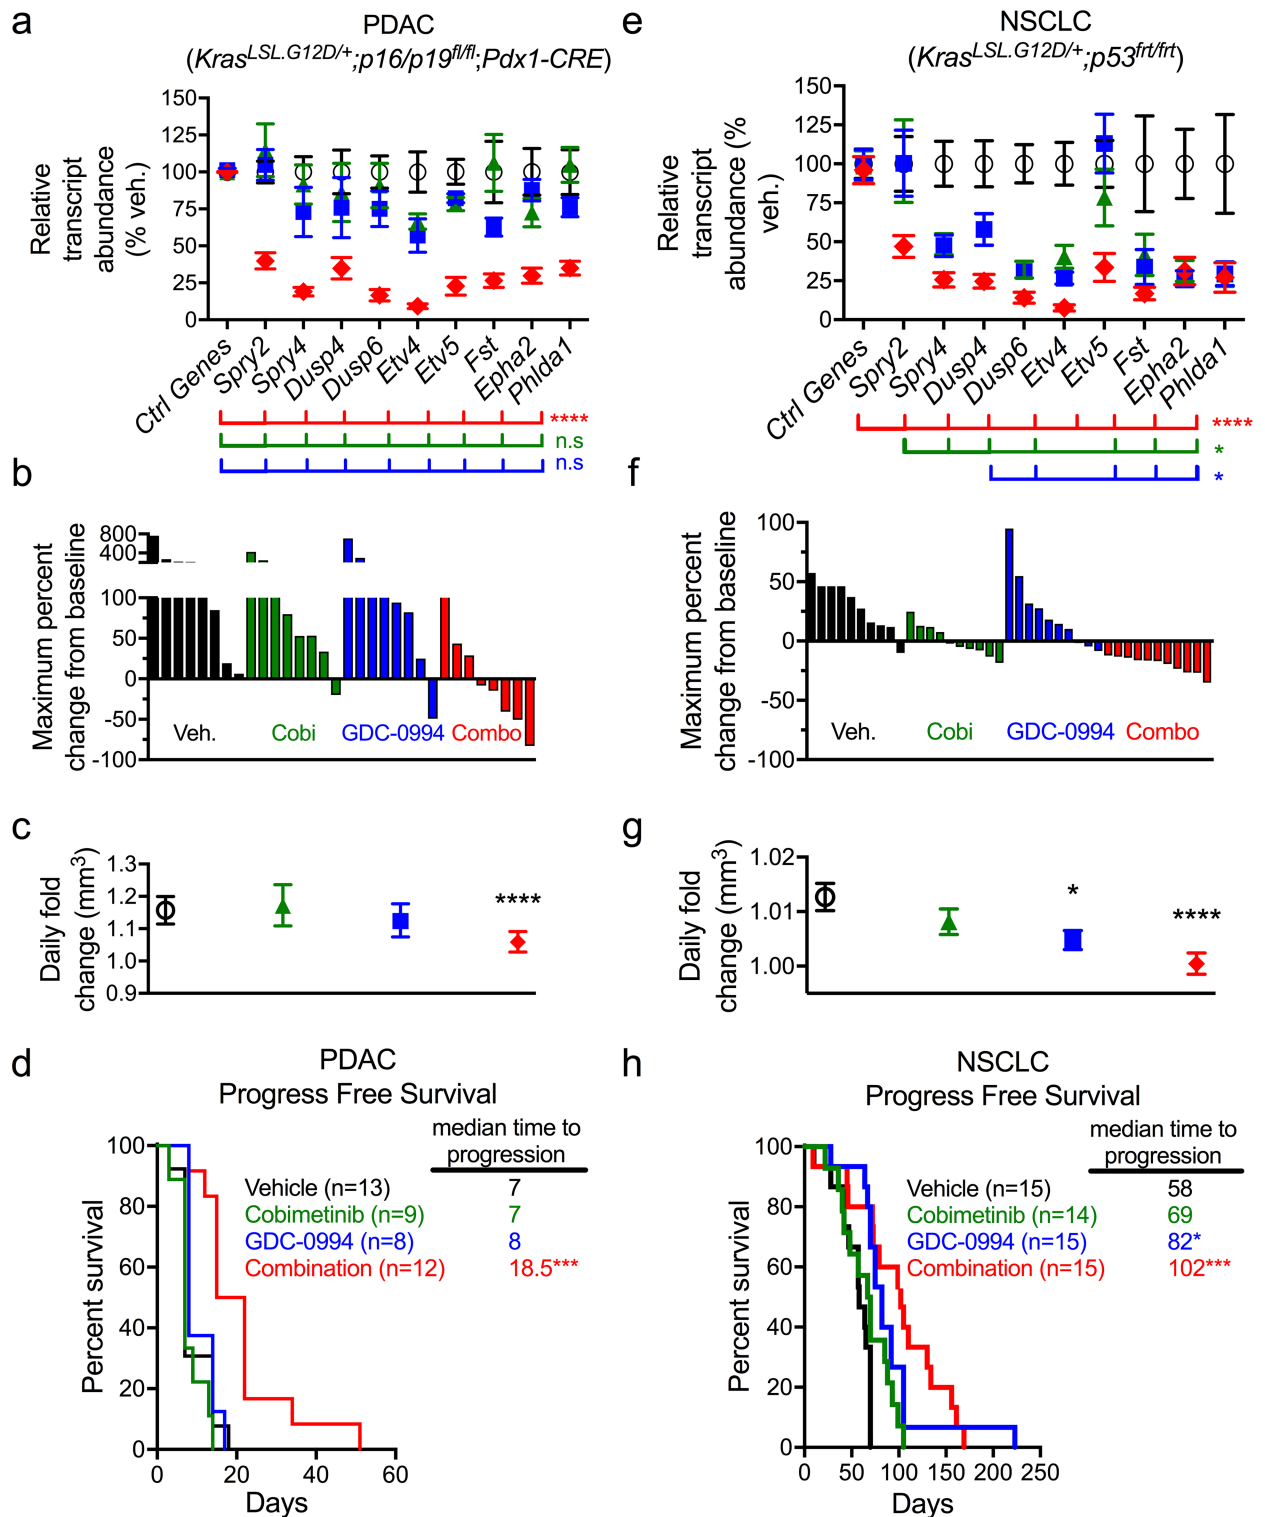 a
PDAC
(Kras^LSL.G12D/+;p16/p19^fl/fl;Pdx1-CRE)
Relative
transcript
abundance
(% veh.)
150
125
100
75
50
25
0
Ctrl Genes
Spry2
Spry4
Dusp4
Dusp6
Etv4
Etv5
Fst
Epha2
Phlda1
****
n.s
n.s
b
Maximum percent
change from baseline
800
400
100
50
0
-50
-100
Veh.
Cobi
GDC-0994
Combo
c
Daily fold
change (mm³)
1.3
1.2
1.1
1.0
0.9
****
d
PDAC
Progress Free Survival
median time to
progression
Vehicle (n=13) 7
Cobimetinib (n=9) 7
GDC-0994 (n=8) 8
Combination (n=12) 18.5***
Percent survival
100
80
60
40
20
0
0 20 40 60
Days
e
NSCLC
(Kras^LSL.G12D/+;p53^frt/frt)
Relative
transcript
abundance (%
veh.)
150
125
100
75
50
25
0
Ctrl Genes
Spry2
Spry4
Dusp4
Dusp6
Etv4
Etv5
Fst
Epha2
Phlda1
****
*
*
f
Maximum percent
change from baseline
100
50
0
-50
-100
Veh.
Cobi
GDC-0994
Combo
g
Daily fold
change (mm³)
1.02
1.01
1.00
*
****
h
NSCLC
Progress Free Survival
median time to
progression
Vehicle (n=15) 58
Cobimetinib (n=14) 69
GDC-0994 (n=15) 82*
Combination (n=15) 102***
Percent survival
100
80
60
40
20
0
0 50 100 150 200 250
Days